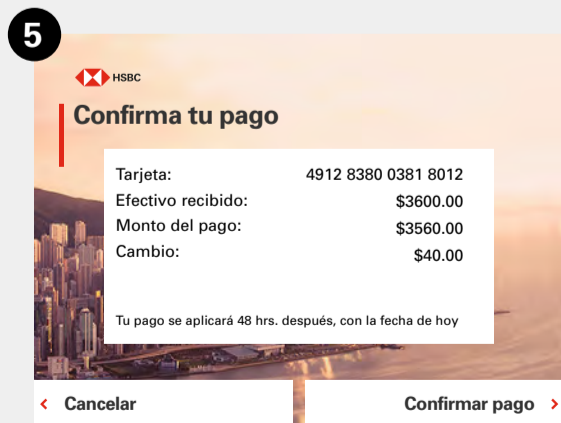 5
HSBC
Confirma tu pago
Tarjeta: 4912 8380 0381 8012
Efectivo recibido: $3600.00
Monto del pago: $3560.00
Cambio: $40.00
Tu pago se aplicará 48 hrs. después, con la fecha de hoy
‹ Cancelar
Confirmar pago ›